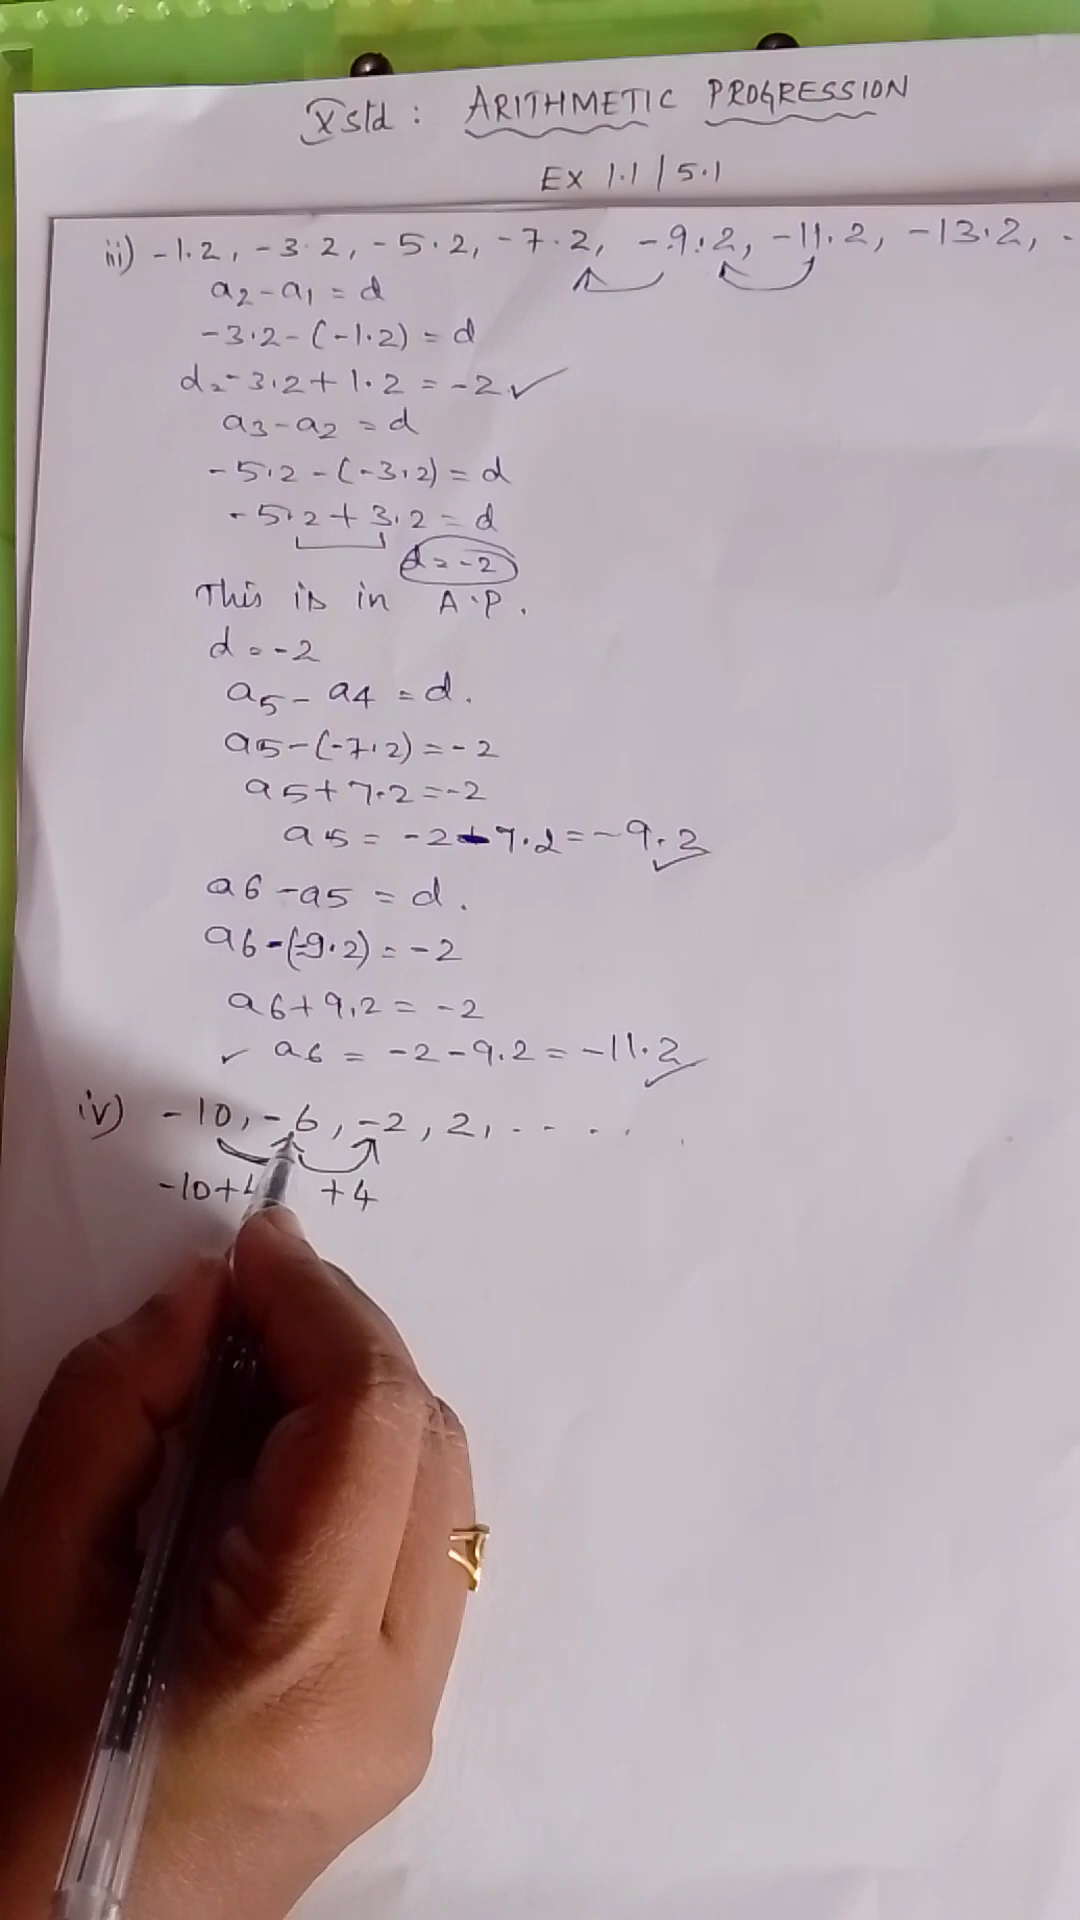 X std : ARITHMETIC PROGRESSION
Ex 1.1 / 5.1
iii) -1.2, -3.2, -5.2, -7.2, -9.2, -11.2, -13.2, -
a2 - a1 = d
-3.2 - (-1.2) = d
d = -3.2 + 1.2 = -2 ✓
a3 - a2 = d
-5.2 - (-3.2) = d
-5.2 + 3.2 = d
d = -2
This is in A.P.
d = -2
a5 - a4 = d.
a5 - (-7.2) = -2
a5 + 7.2 = -2
a5 = -2 - 7.2 = -9.2
a6 - a5 = d.
a6 - (-9.2) = -2
a6 + 9.2 = -2
✓ a6 = -2 - 9.2 = -11.2
iv) -10, -6, -2, 2, . . . . .
-10+4 +4